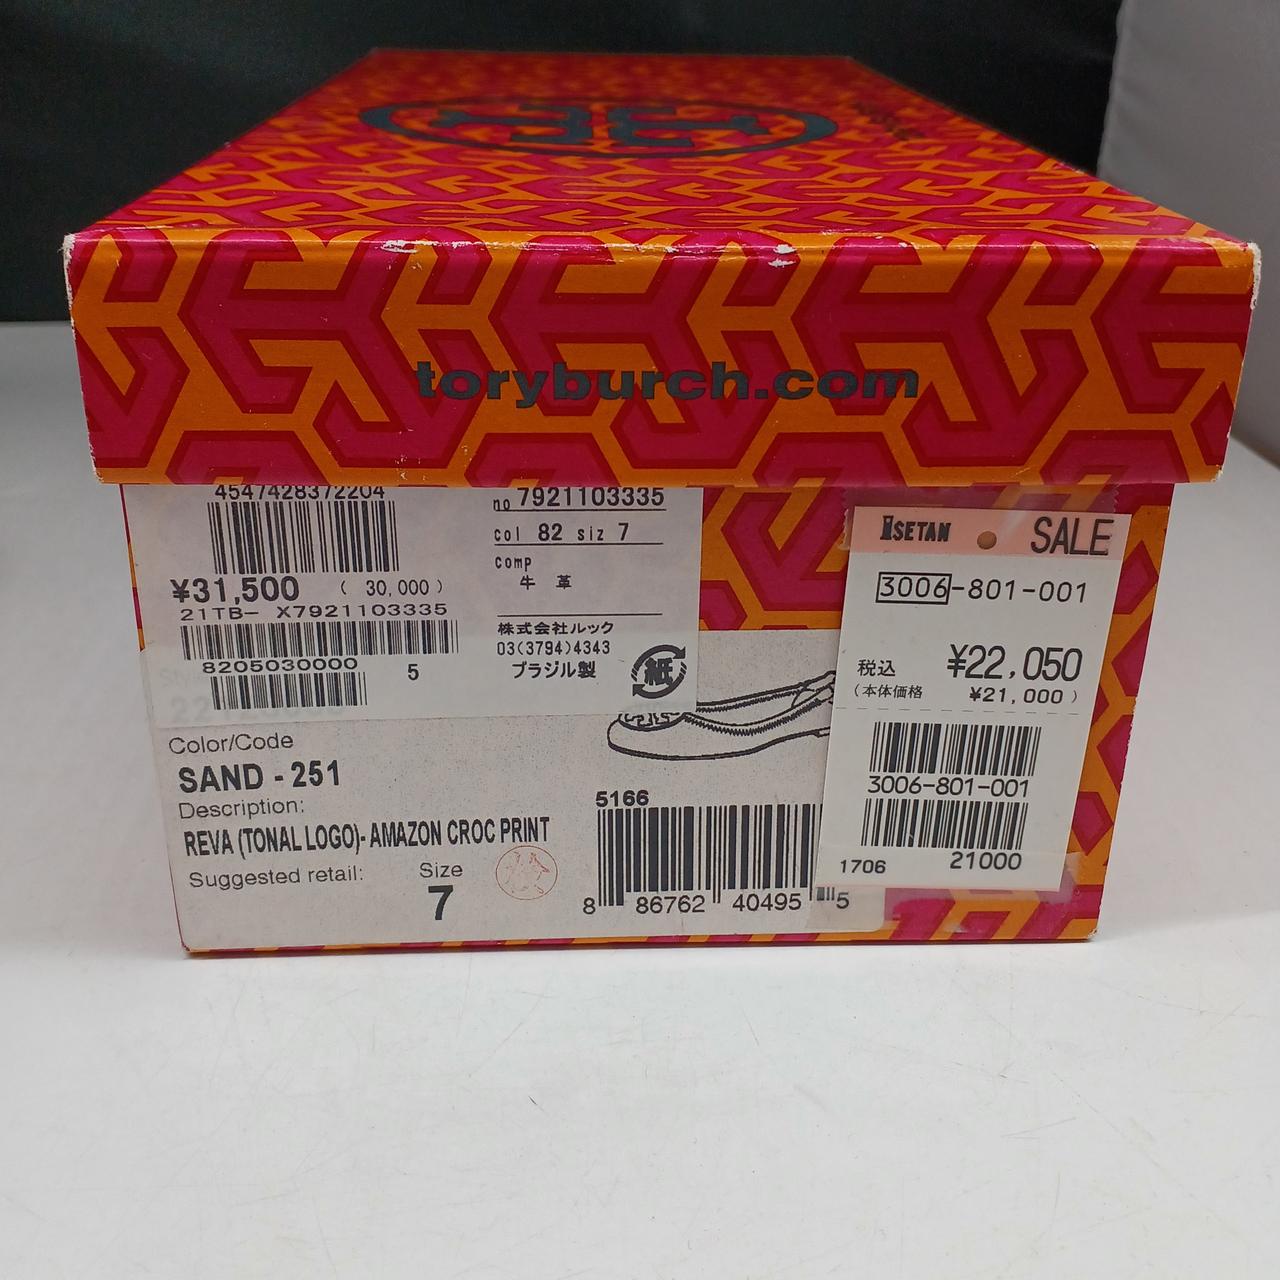 toryburch.com
4547428372204
¥31,500 ( 30,000 )
21TB- X7921103335
8205030000 5
no 7921103335
col 82 siz 7
comp
牛 革
株式会社ルック
03(3794)4343
ブラジル製
紙
ISETAN SALE
3006-801-001
税込 ¥22,050
(本体価格 ¥21,000 )
3006-801-001
21000
1706
Color/Code
SAND - 251
Description:
REVA (TONAL LOGO)- AMAZON CROC PRINT
Suggested retail:
Size
7
5166
8 86762 40495 5